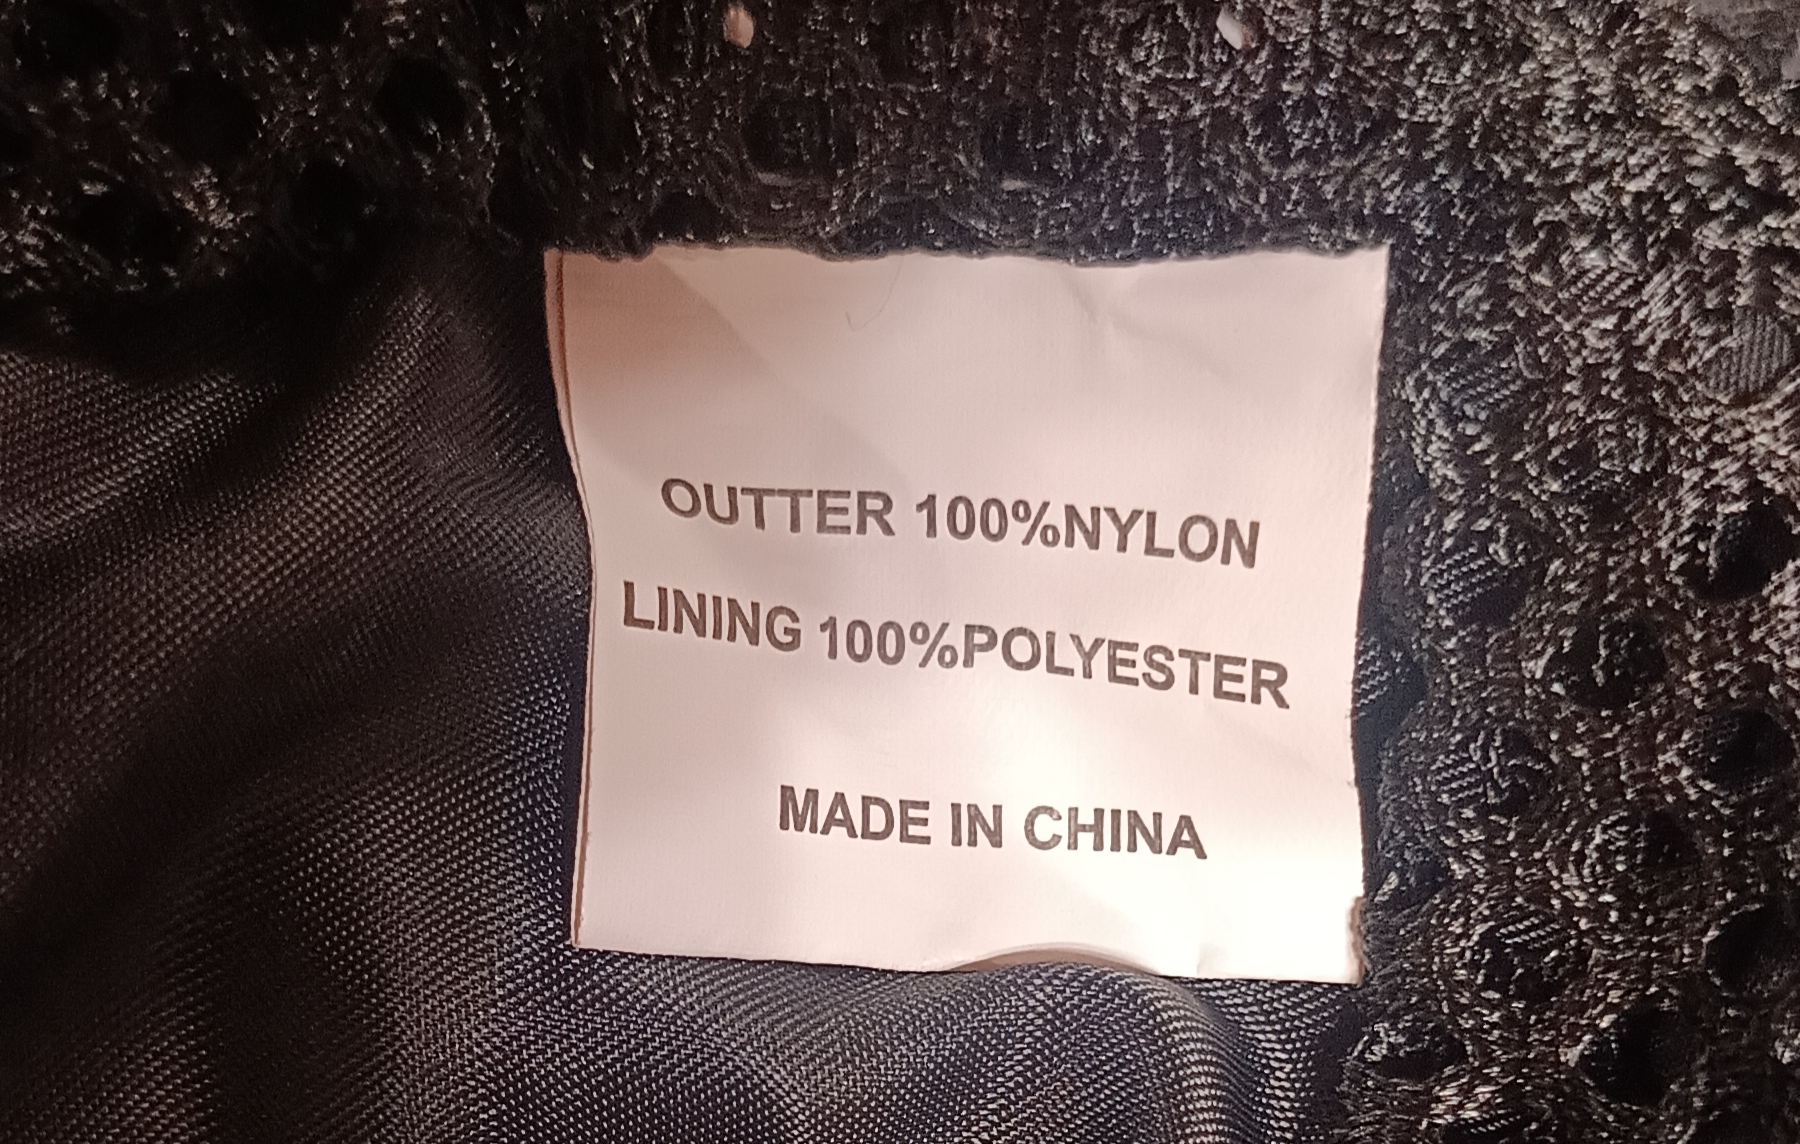 OUTTER 100%NYLON
LINING 100%POLYESTER
MADE IN CHINA